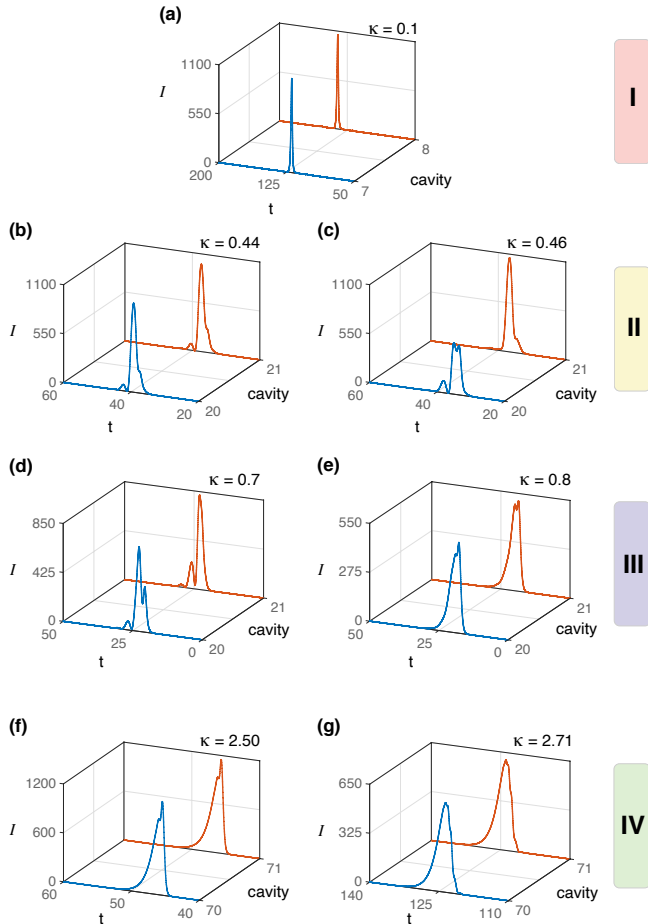 (a)
κ = 0.1
1100
550
0
I
200
125
50
t
7
8
cavity
I
(b)
κ = 0.44
1100
550
0
I
60
40
20
t
20
21
cavity
(c)
κ = 0.46
1100
550
0
I
60
40
20
t
20
21
cavity
II
(d)
κ = 0.7
850
425
0
I
50
25
0
t
20
21
cavity
(e)
κ = 0.8
550
275
0
I
50
25
0
t
20
21
cavity
III
(f)
κ = 2.50
1200
600
0
I
60
50
40
t
70
71
cavity
(g)
κ = 2.71
650
325
0
I
140
125
110
t
70
71
cavity
IV